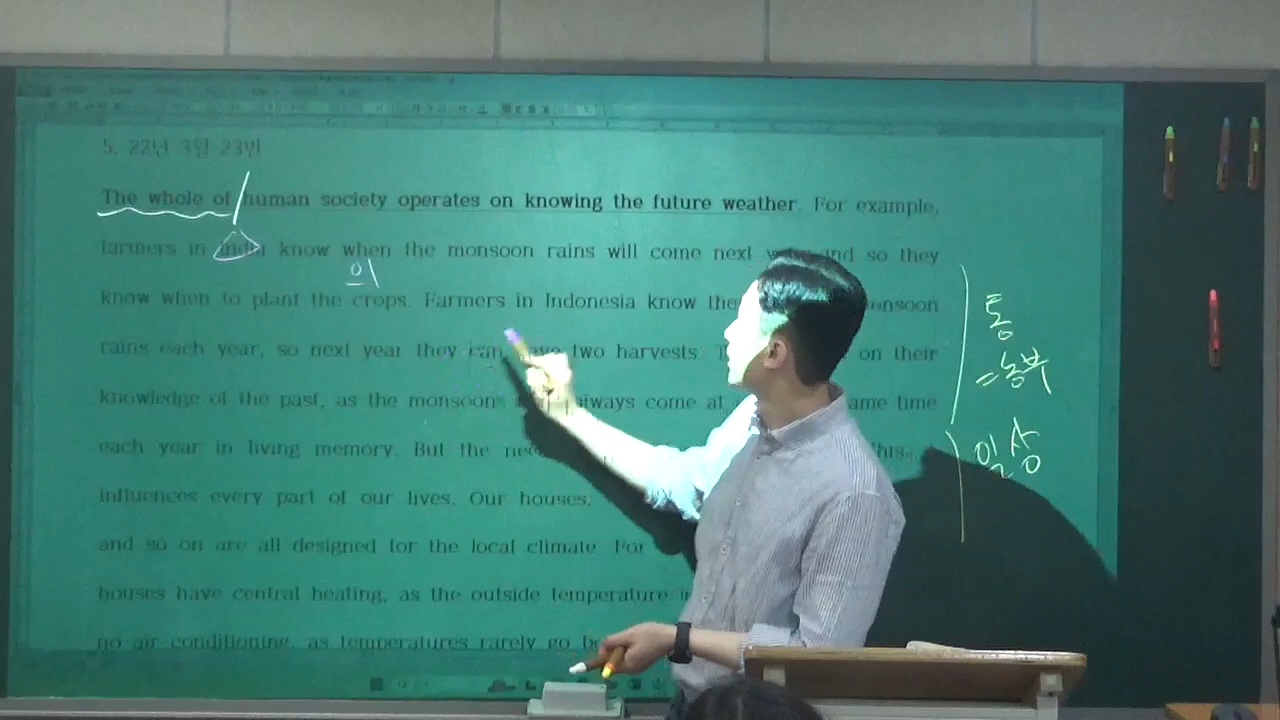 5. 22년 3월 23번
The whole of human society operates on knowing the future weather. For example,
farmers in India know when the monsoon rains will come next year and so they
이
know when to plant the crops. Farmers in Indonesia know monsoon
rains each year, so next year they can have two harvests. on their
knowledge of the past, as the monsoons always come at ame time
each year in living memory. But the this
influences every part of our lives. Our houses,
and so on are all designed for the local climate. For
houses have central heating, as the outside temperature
no air conditioning, as temperatures rarely go be
동
일상